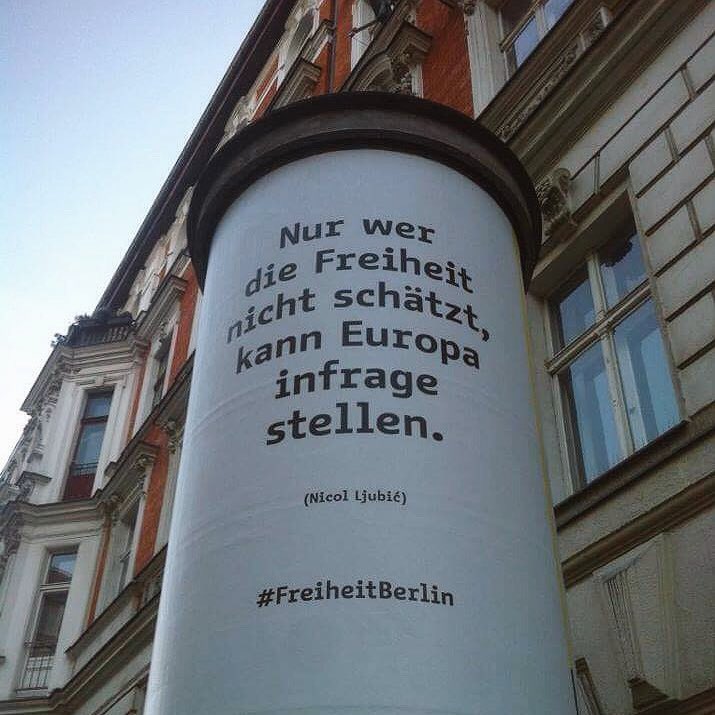 Nur wer
die Freiheit
nicht schätzt,
kann Europa
infrage
stellen.
(Nicol Ljubić)
#FreiheitBerlin